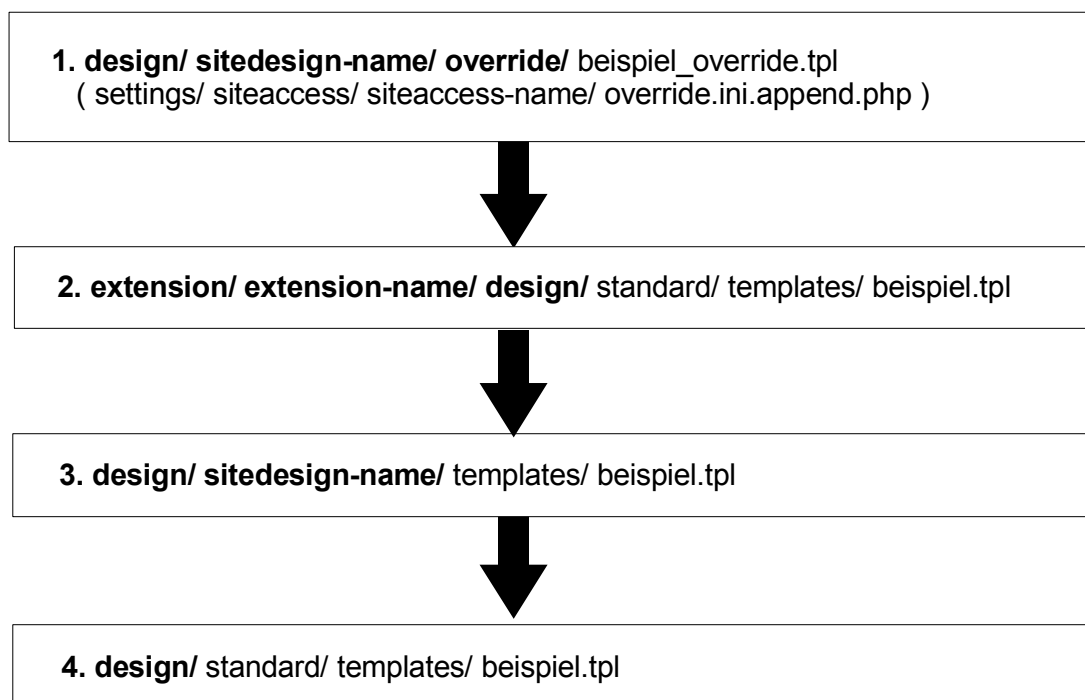 1. design/ sitedesign-name/ override/ beispiel_override.tpl
( settings/ siteaccess/ siteaccess-name/ override.ini.append.php )
2. extension/ extension-name/ design/ standard/ templates/ beispiel.tpl
3. design/ sitedesign-name/ templates/ beispiel.tpl
4. design/ standard/ templates/ beispiel.tpl